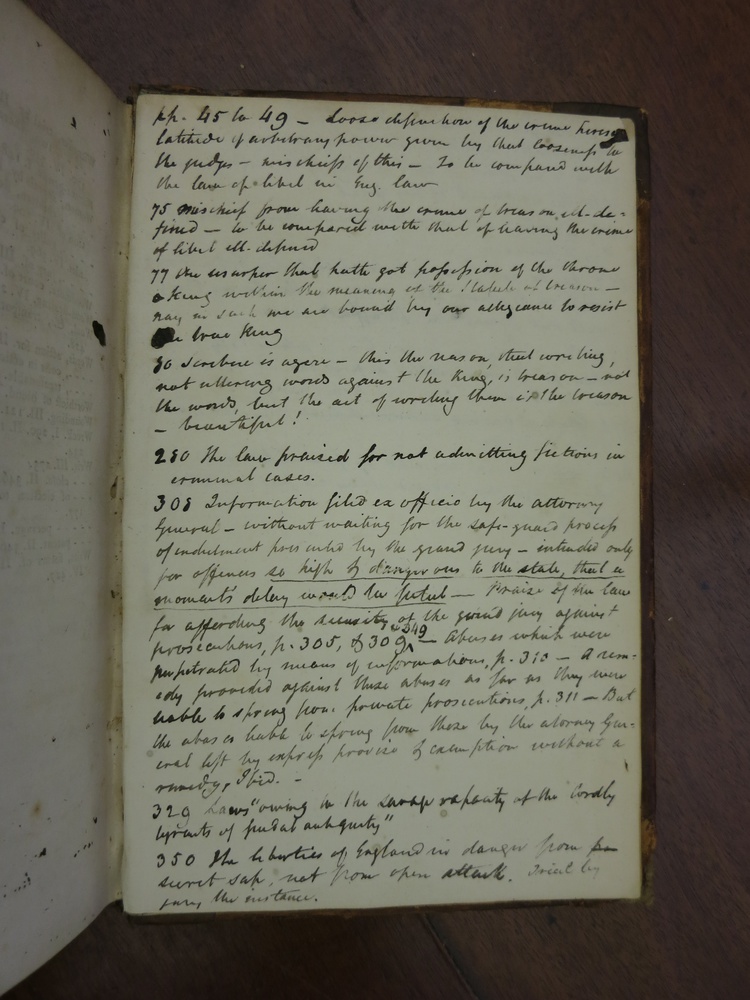 pp. 45 to 49 — Loose definition of the crime heresy
latitude of arbitrary power given by that looseness to
the judges — mischiefs of this — To be compared with
the law of libel in Eng. law
75 Mischief from having the crime of treason ill-de-
fined — to be compared with that of having the crime
of libel ill-defined
77 The usurper that hath got possession of the throne
a King within the meaning of the Statute of treason —
nay in such we are bound by our allegiance to resist
the true King
80 Scribere is agere — this the reason, that writing,
not uttering words against the King, is treason — not
the words, but the act of writing them is the treason
— beautiful!
280 The law praised for not admitting fictions in
criminal cases.
308 Information filed ex officio by the attorney
General — without waiting for the safe-guard process
of indictment presented by the grand jury — intended only
for offences so high & dangerous to the state, that a
moment's delay would be fatal — Praise of the law
for affording the security of the grand jury against
prosecutions, p. 305, & 309 & 349 — Abuses which were
perpetrated by means of informations, p. 310 — A rem-
edy provided against these abuses as far as they were
liable to spring from private prosecutions, p. 311 — But
the abuses liable to spring from those by the attorney Gen-
eral left by express proviso & exemption without a
remedy, Ibid. —
329 Laws "owing to the savage rapacity of the lordly
tyrants of feudal antiquity"
350 The liberties of England in danger from
secret sap, not from open attack. Trial by
jury the instance.